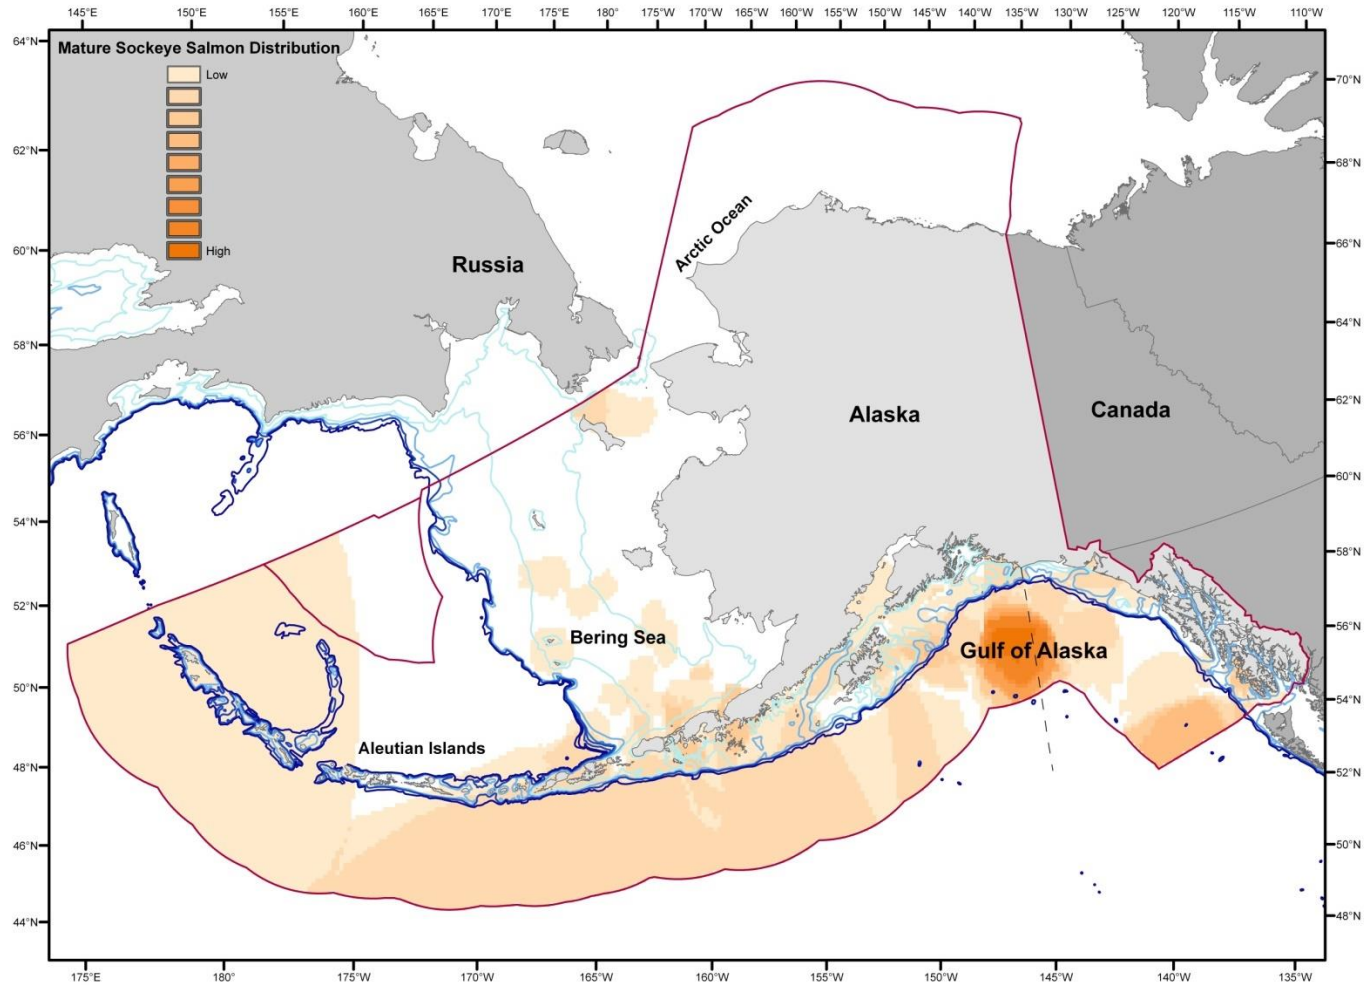 145°E 150°E 155°E 160°E 165°E 170°E 175°E 180° 175°W 170°W 165°W 160°W 155°W 150°W 145°W 140°W 135°W 130°W 125°W 120°W 115°W 110°W
64°N
Mature Sockeye Salmon Distribution
Low
70°N
62°N
68°N
Arctic Ocean
60°N
High
66°N
Russia
64°N
58°N
62°N
Alaska
Canada
56°N
60°N
54°N
58°N
52°N
56°N
Bering Sea
Gulf of Alaska
50°N
54°N
Aleutian Islands
48°N
52°N
46°N
50°N
44°N
48°N
175°E 180° 175°W 170°W 165°W 160°W 155°W 150°W 145°W 140°W 135°W